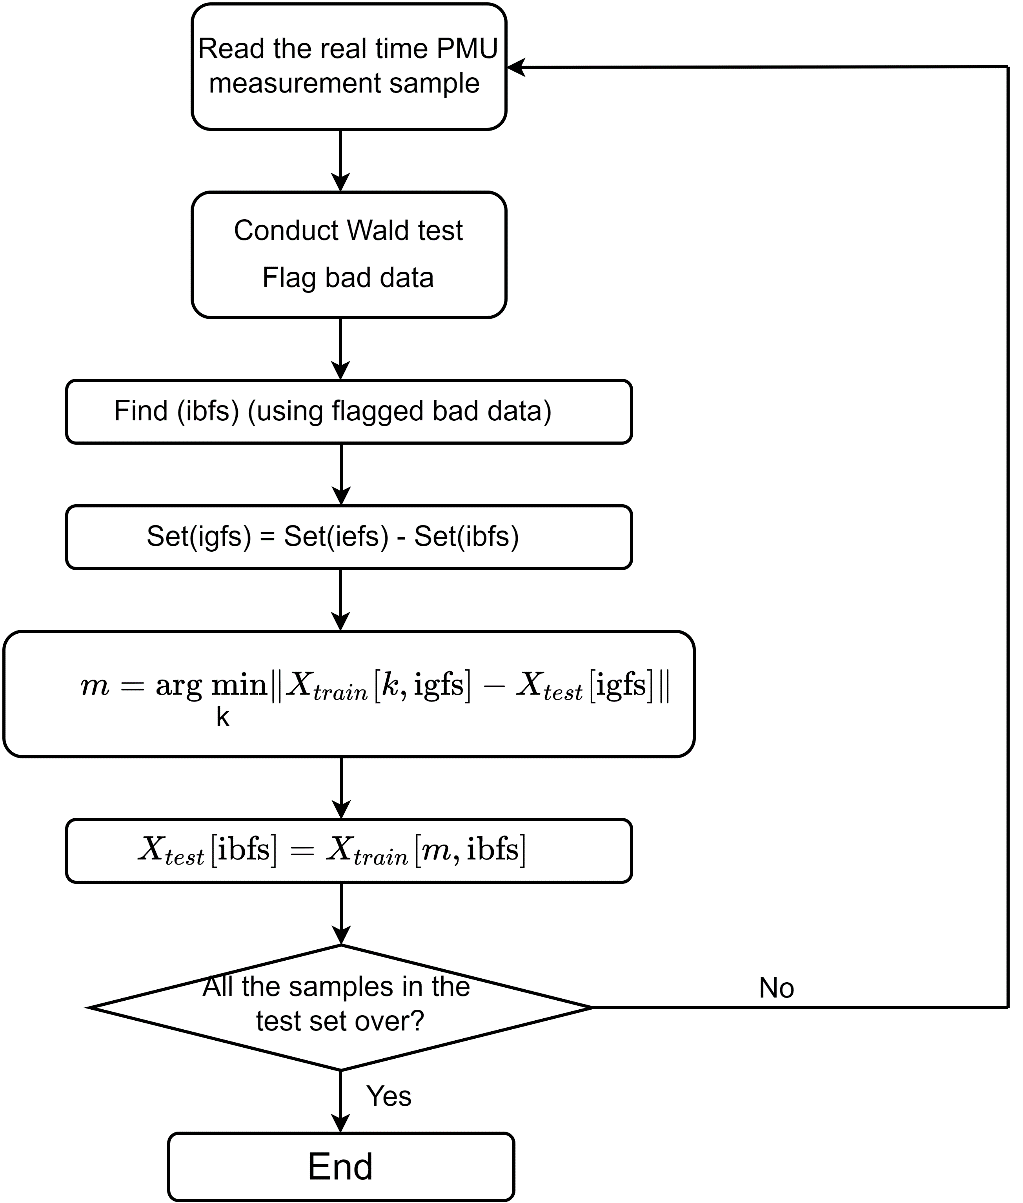 Read the real time PMU
measurement sample
Conduct Wald test
Flag bad data
Find (ibfs) (using flagged bad data)
Set(igfs) = Set(iefs) - Set(ibfs)
m = arg min‖X_train[k, igfs] − X_test[igfs]‖
k
X_test[ibfs] = X_train[m, ibfs]
All the samples in the
test set over?
No
Yes
End